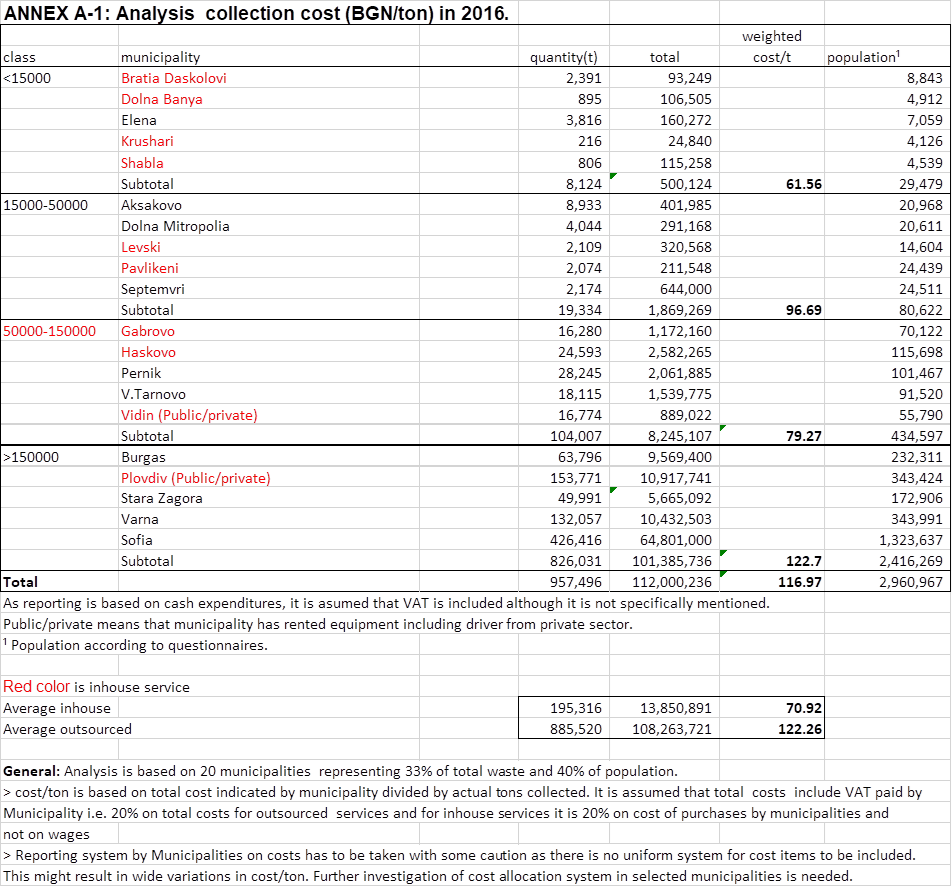 ANNEX A-1: Analysis  collection cost (BGN/ton) in 2016.
weighted
class municipality quantity(t) total cost/t population¹
<15000 Bratia Daskolovi 2,391 93,249 8,843
Dolna Banya 895 106,505 4,912
Elena 3,816 160,272 7,059
Krushari 216 24,840 4,126
Shabla 806 115,258 4,539
Subtotal 8,124 500,124 61.56 29,479
15000-50000 Aksakovo 8,933 401,985 20,968
Dolna Mitropolia 4,044 291,168 20,611
Levski 2,109 320,568 14,604
Pavlikeni 2,074 211,548 24,439
Septemvri 2,174 644,000 24,511
Subtotal 19,334 1,869,269 96.69 80,622
50000-150000 Gabrovo 16,280 1,172,160 70,122
Haskovo 24,593 2,582,265 115,698
Pernik 28,245 2,061,885 101,467
V.Tarnovo 18,115 1,539,775 91,520
Vidin (Public/private) 16,774 889,022 55,790
Subtotal 104,007 8,245,107 79.27 434,597
>150000 Burgas 63,796 9,569,400 232,311
Plovdiv (Public/private) 153,771 10,917,741 343,424
Stara Zagora 49,991 5,665,092 172,906
Varna 132,057 10,432,503 343,991
Sofia 426,416 64,801,000 1,323,637
Subtotal 826,031 101,385,736 122.7 2,416,269
Total 957,496 112,000,236 116.97 2,960,967
As reporting is based on cash expenditures, it is asumed that VAT is included although it is not specifically mentioned.
Public/private means that municipality has rented equipment including driver from private sector.
¹ Population according to questionnaires.
Red color is inhouse service
Average inhouse 195,316 13,850,891 70.92
Average outsourced 885,520 108,263,721 122.26
General: Analysis is based on 20 municipalities  representing 33% of total waste and 40% of population.
> cost/ton is based on total cost indicated by municipality divided by actual tons collected. It is assumed that total  costs  include VAT paid by
Municipality i.e. 20% on total costs for outsourced  services and for inhouse services it is 20% on cost of purchases by municipalities and
not on wages
> Reporting system by Municipalities on costs has to be taken with some caution as there is no uniform system for cost items to be included.
This might result in wide variations in cost/ton. Further investigation of cost allocation system in selected municipalities is needed.